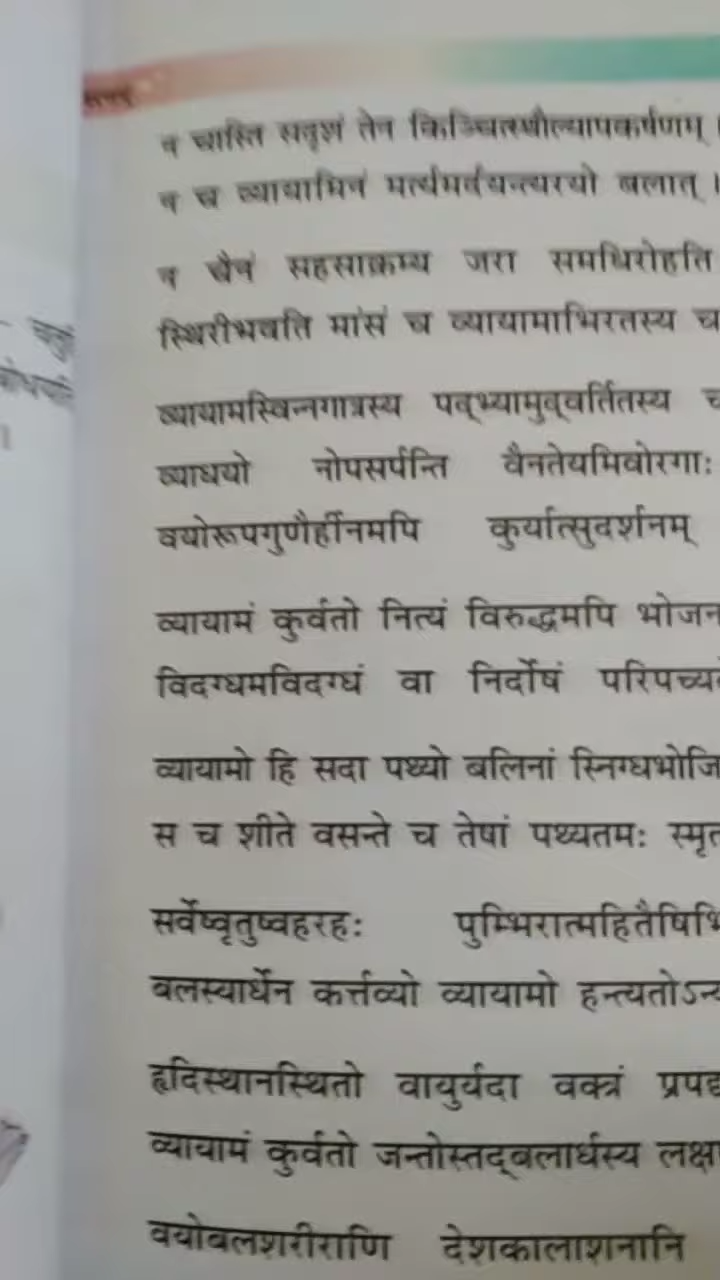 न चास्ति सदृशं तेन किञ्चित्स्थौल्यापकर्षणम् ।
न च व्यायामिनं मर्त्यमर्दयन्त्यरयो बलात् ।
न चैनं सहसाक्रम्य जरा समधिरोहति
स्थिरीभवति मांसं च व्यायामाभिरतस्य च
व्यायामस्विन्नगात्रस्य पद्भ्यामुद्वर्तितस्य च
व्याधयो नोपसर्पन्ति वैनतेयमिवोरगाः
वयोरूपगुणैर्हीनमपि कुर्यात्सुदर्शनम्
व्यायामं कुर्वतो नित्यं विरुद्धमपि भोजन
विदग्धमविदग्धं वा निर्दोषं परिपच्य
व्यायामो हि सदा पथ्यो बलिनां स्निग्धभोजि
स च शीते वसन्ते च तेषां पथ्यतमः स्मृत
सर्वेष्वृतुष्वहरहः पुम्भिरात्महितैषिभि
बलस्यार्धेन कर्त्तव्यो व्यायामो हन्त्यतोऽन्य
हृदिस्थानस्थितो वायुर्यदा वक्त्रं प्रपद्य
व्यायामं कुर्वतो जन्तोस्तद्बलार्धस्य लक्ष
वयोबलशरीराणि देशकालाशनानि